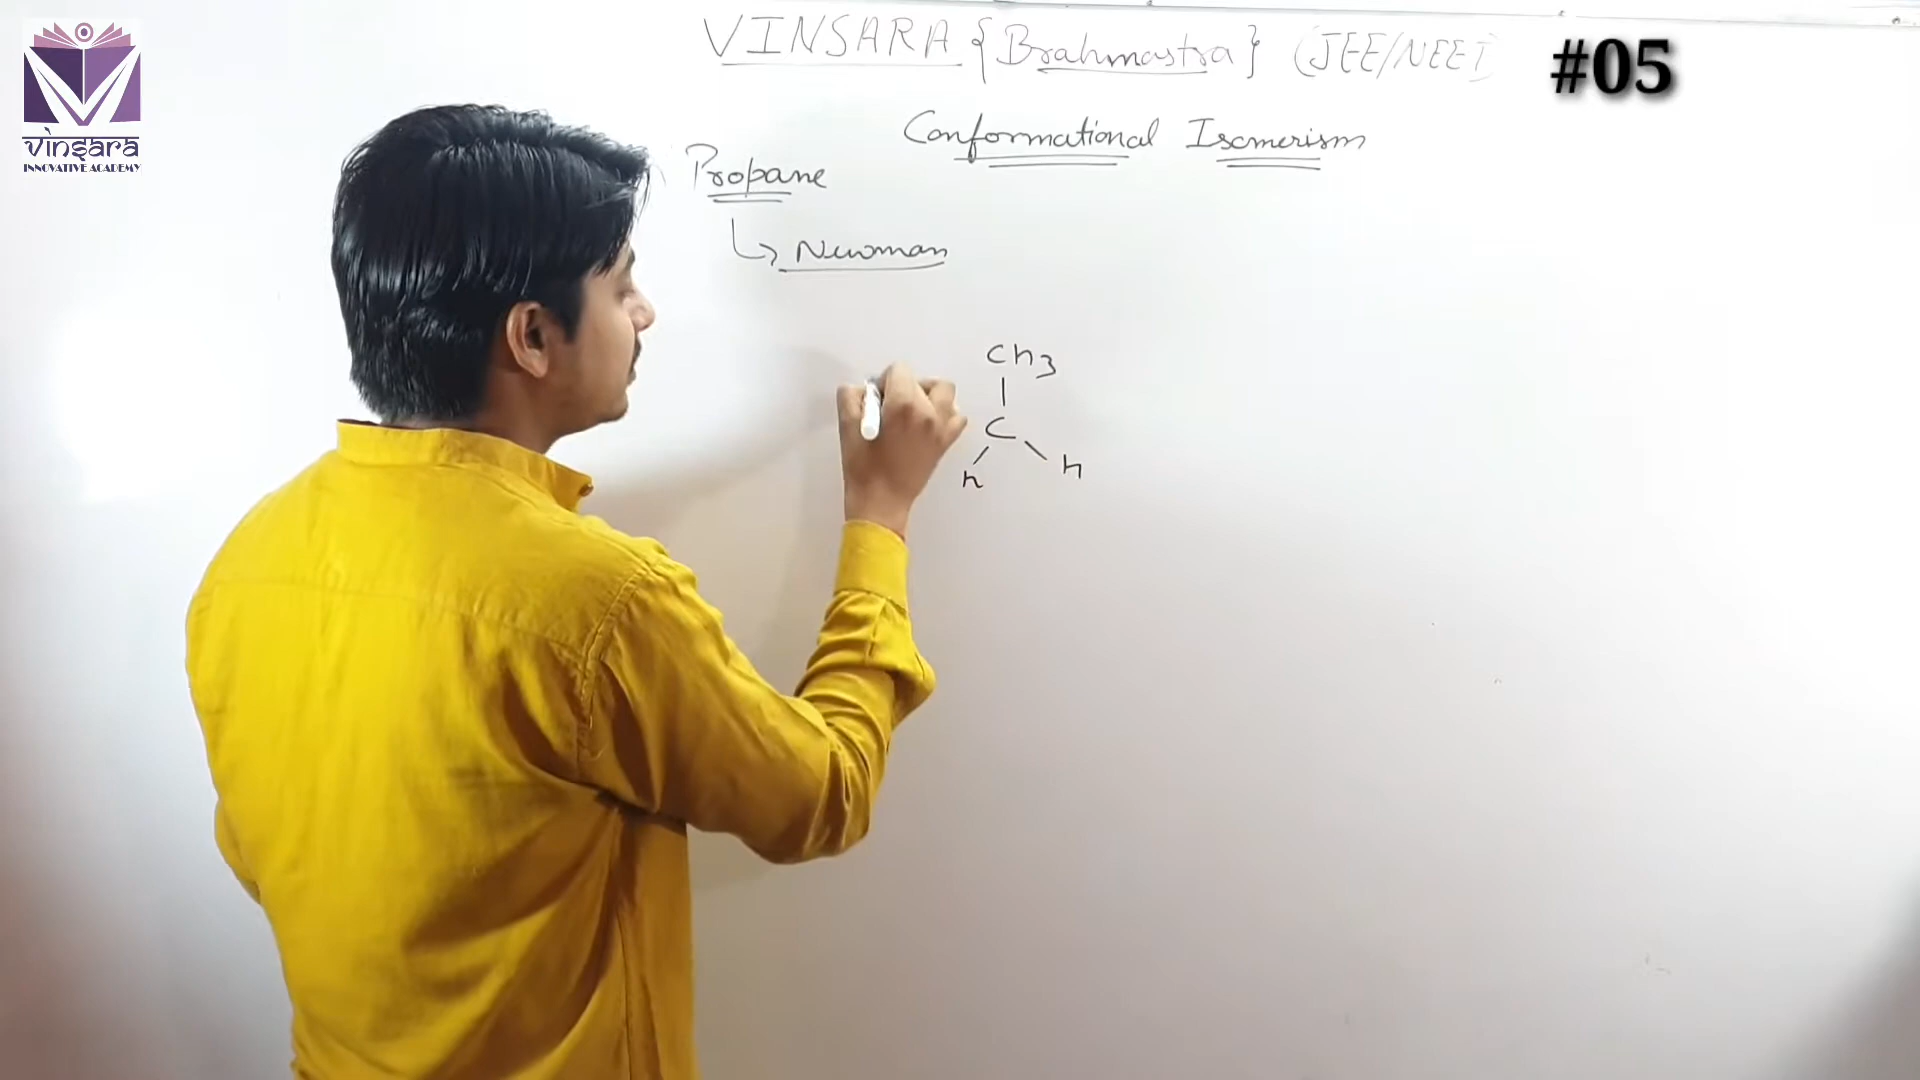 VINSARA {Brahmastra} (JEE/NEET)
#05
vinsara
INNOVATIVE ACADEMY
Conformational Isomerism
Propane
↳ Newman
CH3
C
H H